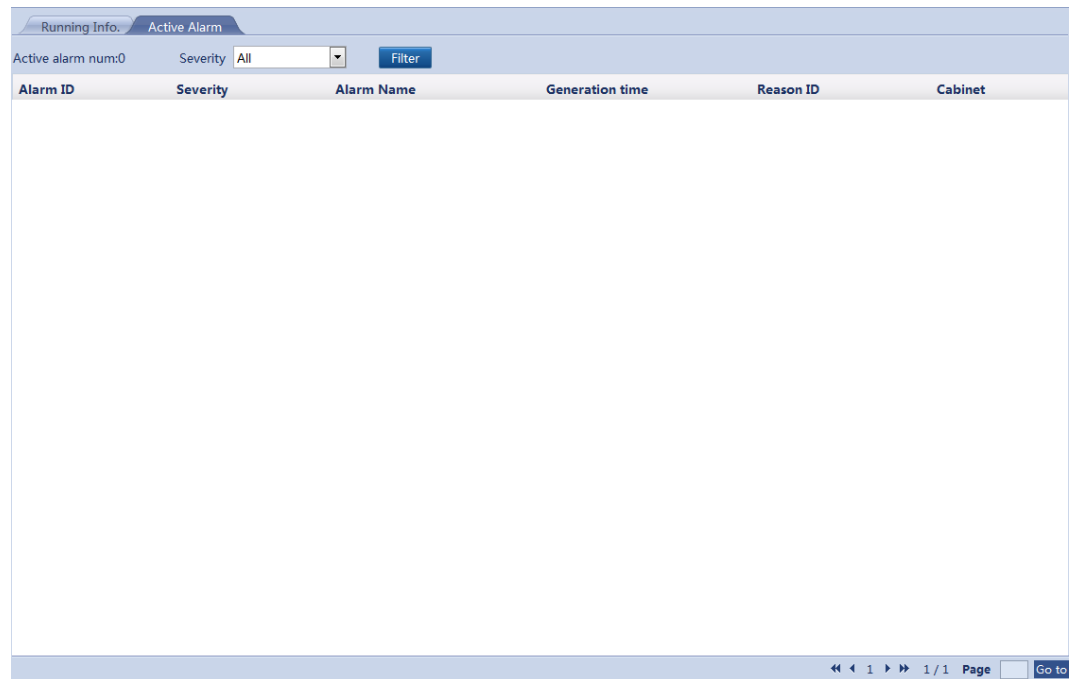 Running Info. Active Alarm
Active alarm num:0 Severity All Filter
Alarm ID Severity Alarm Name Generation time Reason ID Cabinet
1 1 / 1 Page Go to